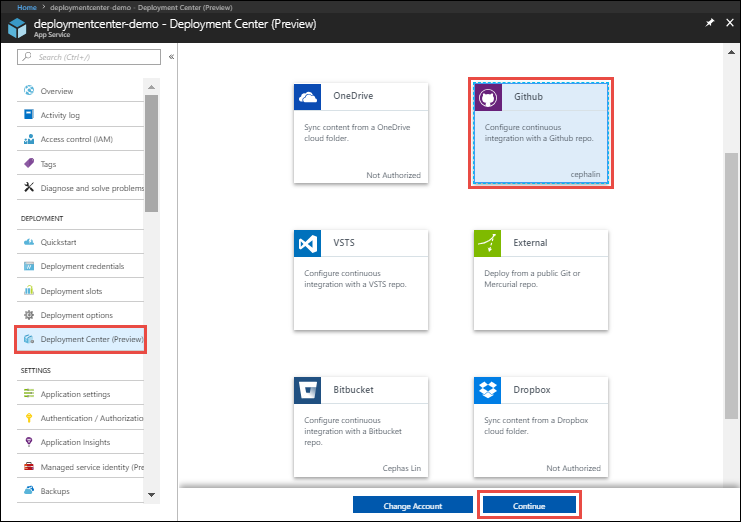 Home > deploymentcenter-demo - Deployment Center (Preview)
deploymentcenter-demo - Deployment Center (Preview)
App Service
Search (Ctrl+/)
Overview
Activity log
Access control (IAM)
Tags
Diagnose and solve problems
DEPLOYMENT
Quickstart
Deployment credentials
Deployment slots
Deployment options
Deployment Center (Preview)
SETTINGS
Application settings
Authentication / Authorizatio
Application Insights
Managed service identity (Pre
Backups
OneDrive
Sync content from a OneDrive
cloud folder.
Not Authorized
Github
Configure continuous
integration with a Github repo.
cephalin
VSTS
Configure continuous
integration with a VSTS repo.
External
Deploy from a public Git or
Mercurial repo.
Bitbucket
Configure continuous
integration with a Bitbucket
repo.
Cephas Lin
Dropbox
Sync content from a Dropbox
cloud folder.
Not Authorized
Change Account
Continue